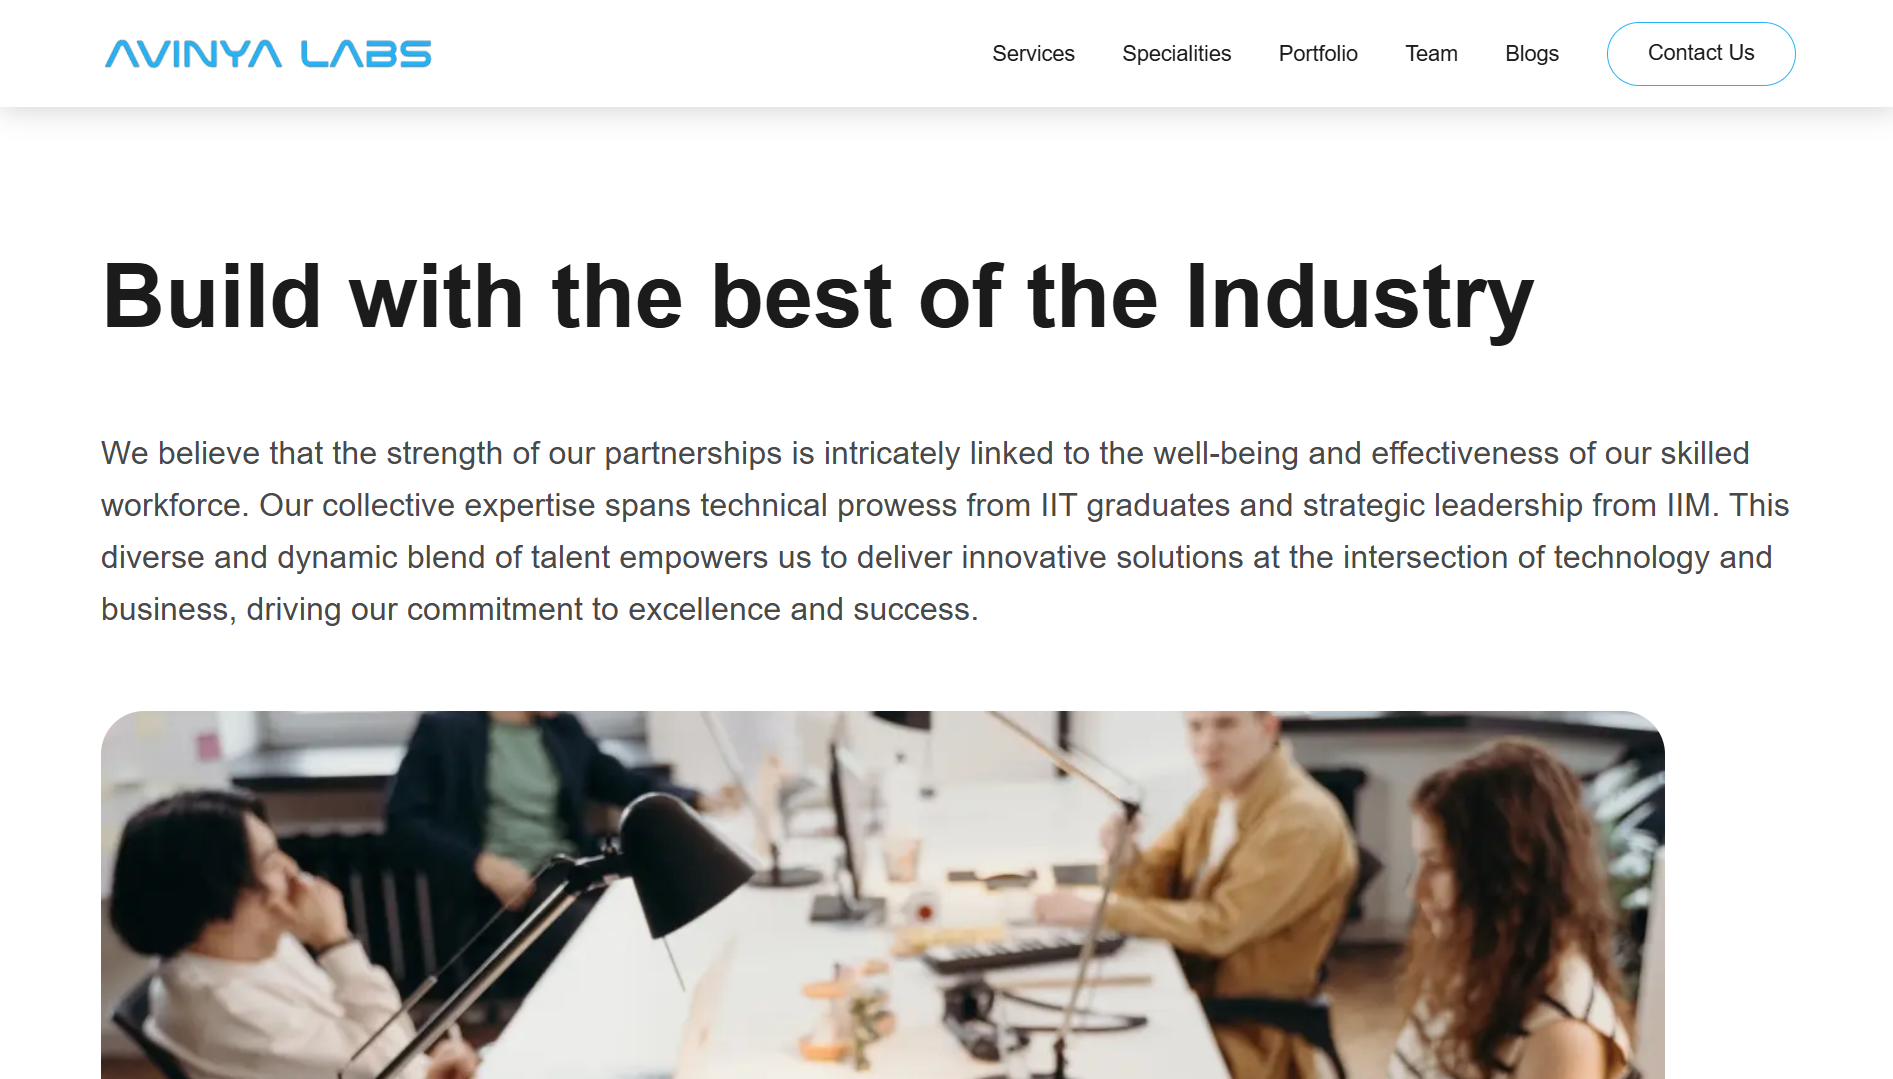 AVINYA LABS
Services
Specialities
Portfolio
Team
Blogs
Contact Us
Build with the best of the Industry
We believe that the strength of our partnerships is intricately linked to the well-being and effectiveness of our skilled
workforce. Our collective expertise spans technical prowess from IIT graduates and strategic leadership from IIM. This
diverse and dynamic blend of talent empowers us to deliver innovative solutions at the intersection of technology and
business, driving our commitment to excellence and success.